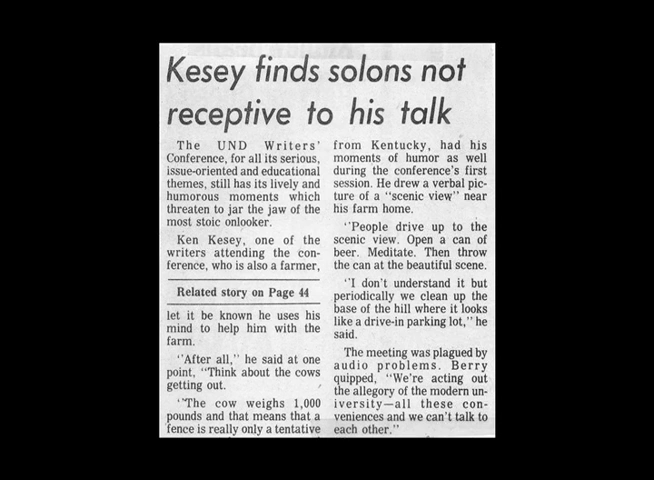 Kesey finds solons not
receptive to his talk
The UND Writers'
Conference, for all its serious,
issue-oriented and educational
themes, still has its lively and
humorous moments which
threaten to jar the jaw of the
most stoic onlooker.
Ken Kesey, one of the
writers attending the con-
ference, who is also a farmer,
Related story on Page 44
let it be known he uses his
mind to help him with the
farm.
"After all," he said at one
point, "Think about the cows
getting out.
"The cow weighs 1,000
pounds and that means that a
fence is really only a tentative
from Kentucky, had his
moments of humor as well
during the conference's first
session. He drew a verbal pic-
ture of a "scenic view" near
his farm home.
"People drive up to the
scenic view. Open a can of
beer. Meditate. Then throw
the can at the beautiful scene.
"I don't understand it but
periodically we clean up the
base of the hill where it looks
like a drive-in parking lot," he
said.
The meeting was plagued by
audio problems. Berry
quipped, "We're acting out
the allegory of the modern un-
iversity—all these con-
veniences and we can't talk to
each other."